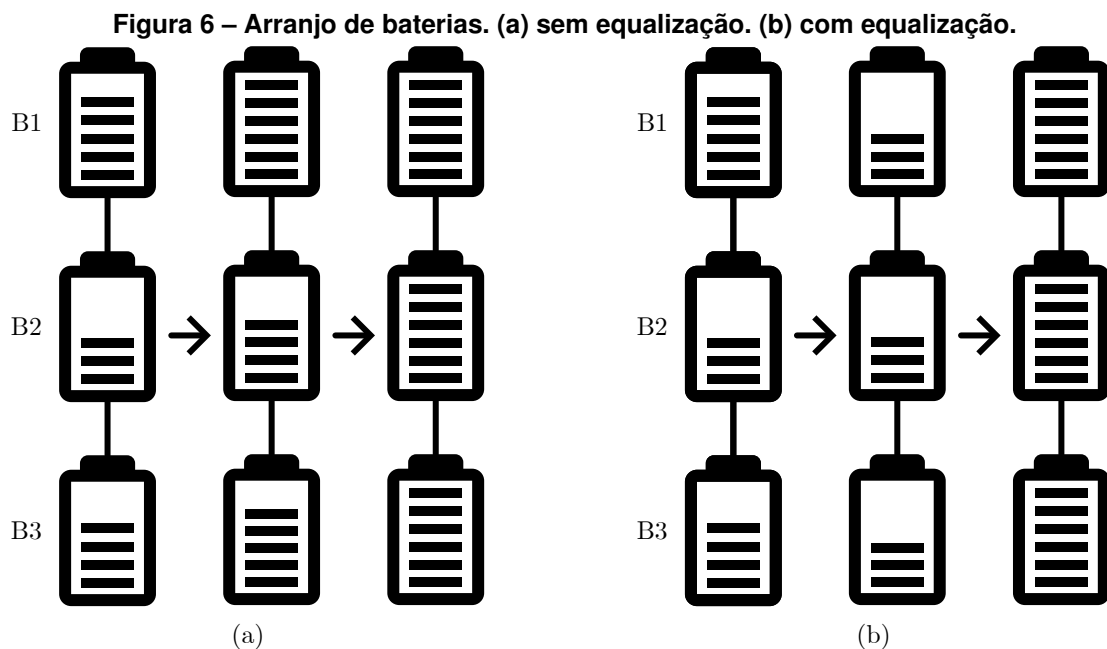 Figura 6 – Arranjo de baterias. (a) sem equalização. (b) com equalização.
B1
B2
B3
(a)
B1
B2
B3
(b)